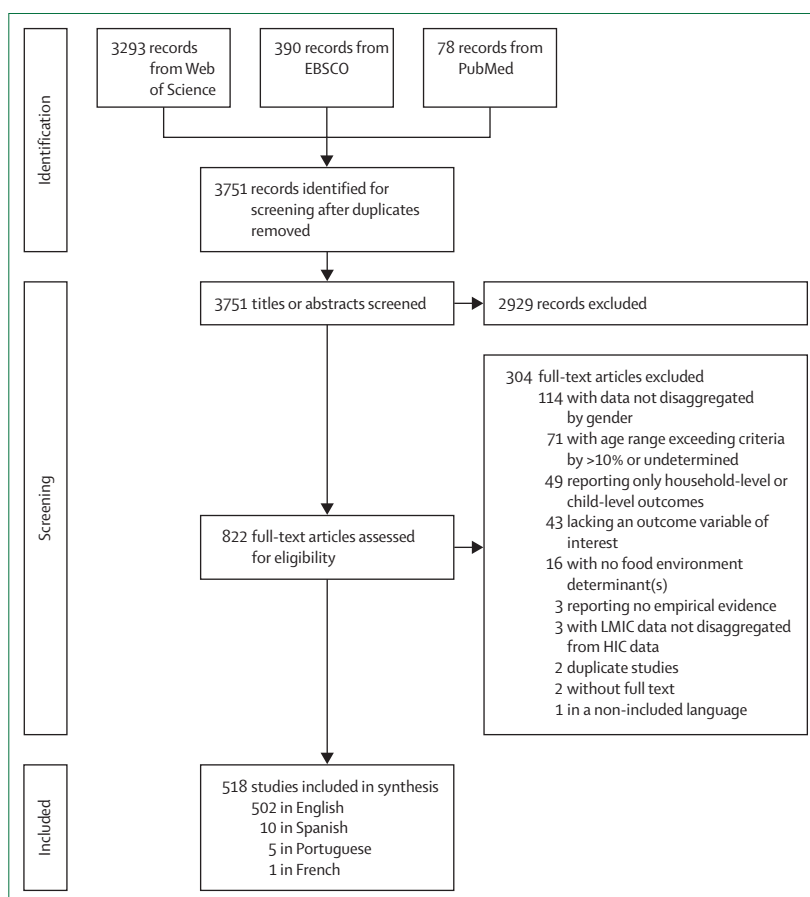 Identification
3293 records
from Web
of Science
390 records from
EBSCO
78 records from
PubMed
3751 records identified for
screening after duplicates
removed
Screening
3751 titles or abstracts screened
2929 records excluded
822 full-text articles assessed
for eligibility
304 full-text articles excluded
114 with data not disaggregated
by gender
71 with age range exceeding criteria
by >10% or undetermined
49 reporting only household-level or
child-level outcomes
43 lacking an outcome variable of
interest
16 with no food environment
determinant(s)
3 reporting no empirical evidence
3 with LMIC data not disaggregated
from HIC data
2 duplicate studies
2 without full text
1 in a non-included language
Included
518 studies included in synthesis
502 in English
10 in Spanish
5 in Portuguese
1 in French